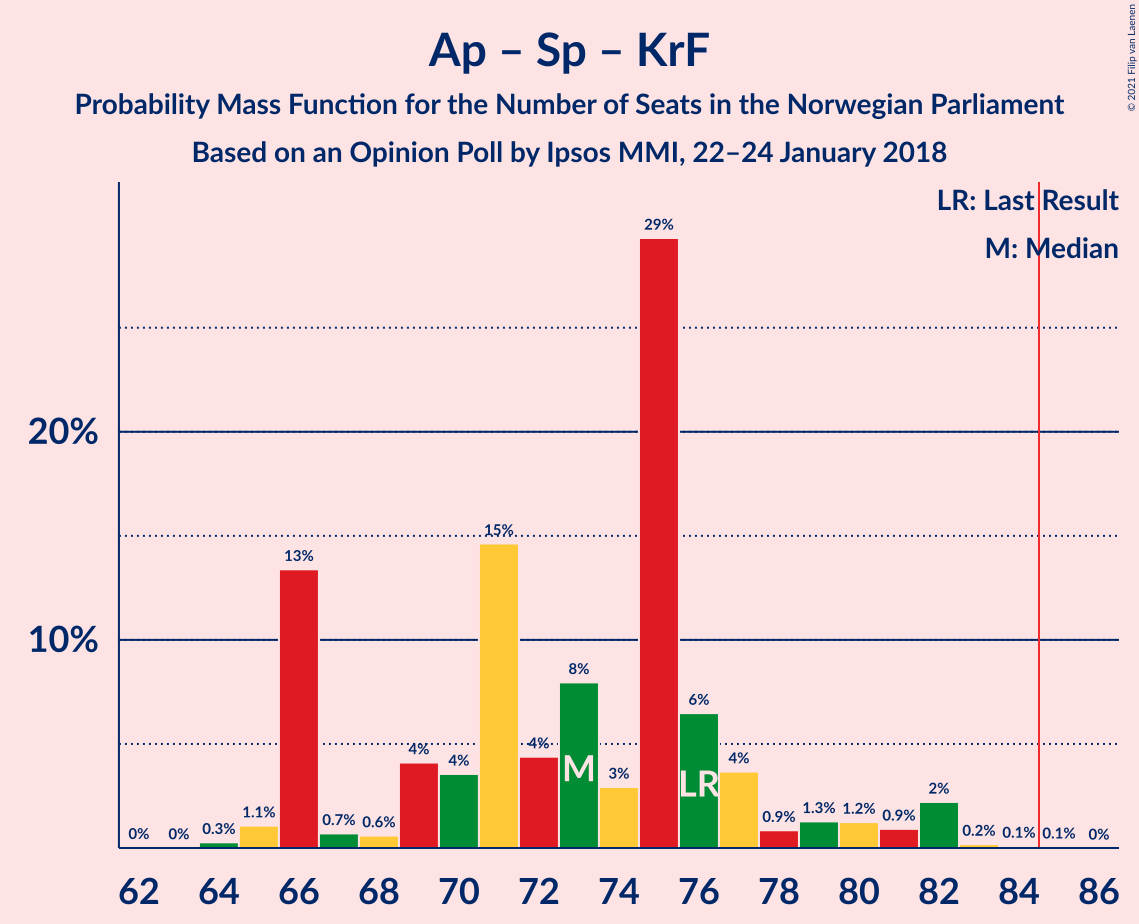 Ap – Sp – KrF
Probability Mass Function for the Number of Seats in the Norwegian Parliament
Based on an Opinion Poll by Ipsos MMI, 22–24 January 2018
© 2021 Filip van Laenen
LR: Last Result
M: Median
20%
10%
0% 0% 0.3% 1.1% 13% 0.7% 0.6% 4% 4% 15% 4% 8% 3% 29% 6% 4% 0.9% 1.3% 1.2% 0.9% 2% 0.2% 0.1% 0.1% 0%
M LR
62 64 66 68 70 72 74 76 78 80 82 84 86